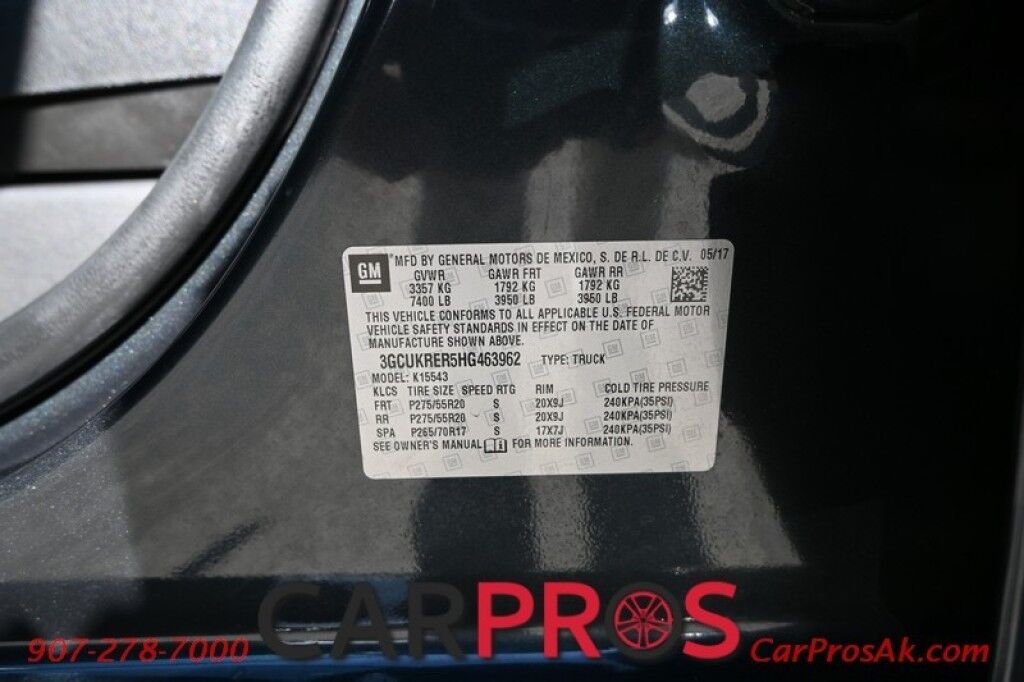 GM
MFD BY GENERAL MOTORS DE MEXICO, S. DE R.L. DE C.V. 05/17
GVWR GAWR FRT GAWR RR
3357 KG 1792 KG 1792 KG
7400 LB 3950 LB 3950 LB
THIS VEHICLE CONFORMS TO ALL APPLICABLE U.S. FEDERAL MOTOR
VEHICLE SAFETY STANDARDS IN EFFECT ON THE DATE OF
MANUFACTURE SHOWN ABOVE.
3GCUKRER5HG463962 TYPE: TRUCK
MODEL: K15543
KLCS TIRE SIZE SPEED RTG RIM COLD TIRE PRESSURE
FRT P275/55R20 S 20X9J 240KPA(35PSI)
RR P275/55R20 S 20X9J 240KPA(35PSI)
SPA P265/70R17 S 17X7J 240KPA(35PSI)
SEE OWNER'S MANUAL FOR MORE INFORMATION.
CARPROS
907-278-7000
CarProsAk.com